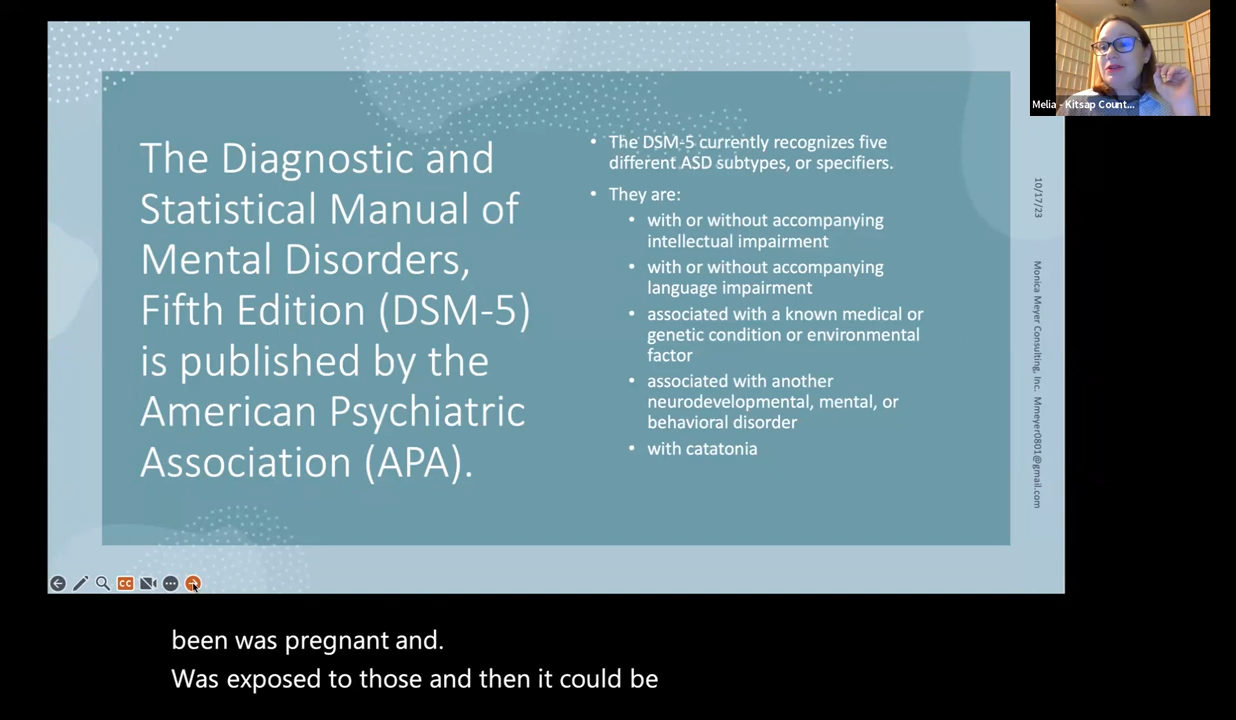 The Diagnostic and
Statistical Manual of
Mental Disorders,
Fifth Edition (DSM-5)
is published by the
American Psychiatric
Association (APA).
• The DSM-5 currently recognizes five
different ASD subtypes, or specifiers.
• They are:
• with or without accompanying
intellectual impairment
• with or without accompanying
language impairment
• associated with a known medical or
genetic condition or environmental
factor
• associated with another
neurodevelopmental, mental, or
behavioral disorder
• with catatonia
10/17/23
Monica Meyer Consulting, Inc. Mmeyer0801@gmail.com
Melia - Kitsap Count...
CC
been was pregnant and.
Was exposed to those and then it could be